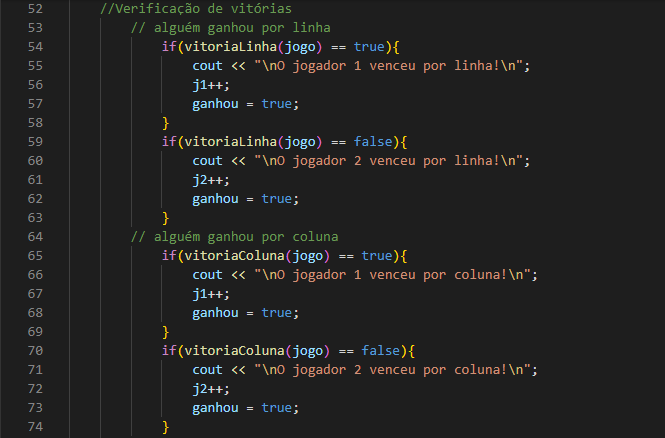 52 //Verificação de vitórias
53 // alguém ganhou por linha
54 if(vitoriaLinha(jogo) == true){
55 cout << "\nO jogador 1 venceu por linha!\n";
56 j1++;
57 ganhou = true;
58 }
59 if(vitoriaLinha(jogo) == false){
60 cout << "\nO jogador 2 venceu por linha!\n";
61 j2++;
62 ganhou = true;
63 }
64 // alguém ganhou por coluna
65 if(vitoriaColuna(jogo) == true){
66 cout << "\nO jogador 1 venceu por coluna!\n";
67 j1++;
68 ganhou = true;
69 }
70 if(vitoriaColuna(jogo) == false){
71 cout << "\nO jogador 2 venceu por coluna!\n";
72 j2++;
73 ganhou = true;
74 }